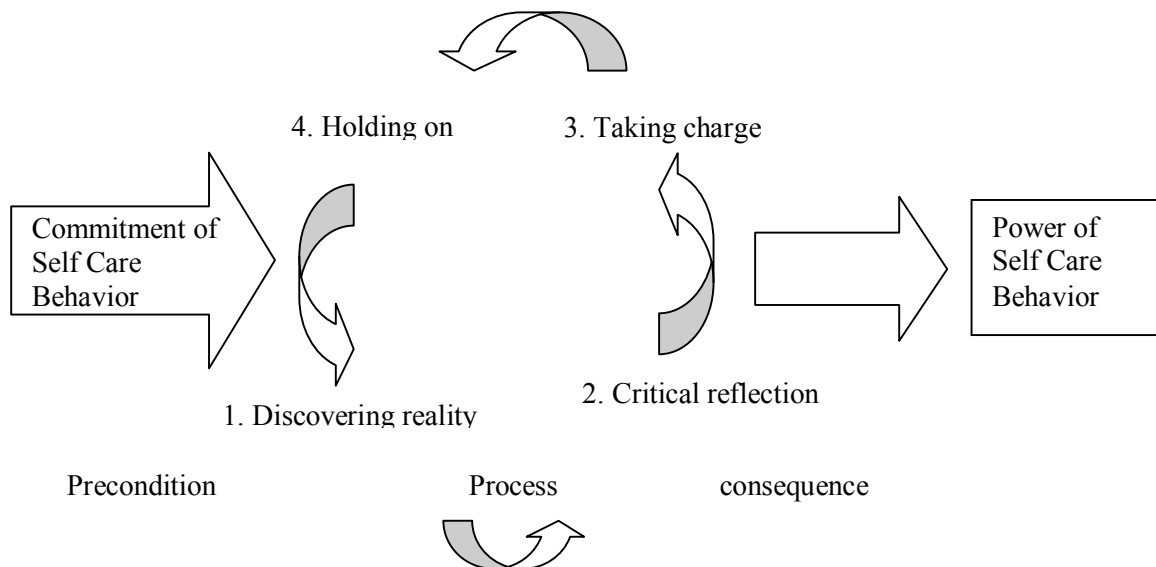 4. Holding on
3. Taking charge
Commitment of
Self Care
Behavior
Power of
Self Care
Behavior
2. Critical reflection
1. Discovering reality
Precondition
Process
consequence